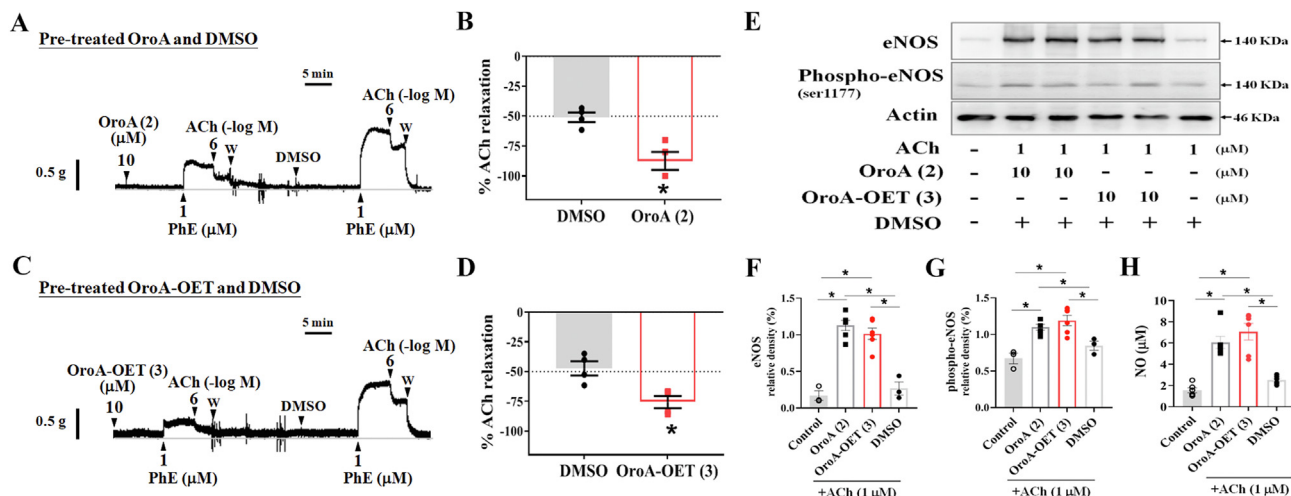 A
Pre-treated OroA and DMSO
5 min
ACh (-log M)
6
W
OroA (2)
(μM)
10
ACh (-log M)
6 W
DMSO
0.5 g
1
PhE (μM)
1
PhE (μM)
B
% ACh relaxation
0
-25
-50
-75
-100
*
DMSO
OroA (2)
C
Pre-treated OroA-OET and DMSO
5 min
ACh (-log M)
6
W
OroA-OET (3)
(μM)
10
ACh (-log M)
6
W
DMSO
0.5 g
1
PhE (μM)
1
PhE (μM)
D
% ACh relaxation
0
-25
-50
-75
-100
*
DMSO
OroA-OET (3)
E
eNOS
140 KDa
Phospho-eNOS
(ser1177)
140 KDa
Actin
46 KDa
ACh - 1 1 1 1 1 (μM)
OroA (2) - 10 10 - - - (μM)
OroA-OET (3) - - - 10 10 - (μM)
DMSO - + + + + +
F
eNOS
relative density (%)
1.5
1.0
0.5
0.0
*
*
*
*
Control
OroA (2)
OroA-OET (3)
DMSO
+ACh (1 μM)
G
phospho-eNOS
relative density (%)
1.5
1.0
0.5
0.0
*
*
*
*
Control
OroA (2)
OroA-OET (3)
DMSO
+ACh (1 μM)
H
NO (μM)
10
8
6
4
2
0
*
*
*
*
Control
OroA (2)
OroA-OET (3)
DMSO
+ACh (1 μM)